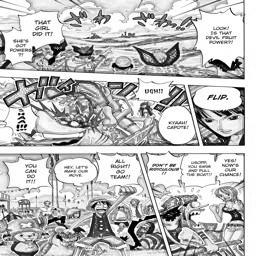 LOOK!
IS THAT
DEVIL FRUIT
POWER?!
THAT
GIRL
DID IT!
SHE'S GOT
POWERS
?!
FLIP.
UGH!!
KYAAH!
CAPOTE!
YES!
NOW'S
OUR
CHANCE!
USOPP,
YOU SWIM
AND PULL
THE BOAT!!
DON'T BE
RIDICULOUS
!!
ALL
RIGHT!
GO
TEAM!!
HEY, LET'S
MAKE OUR
MOVE.
YOU
CAN
DO
IT!